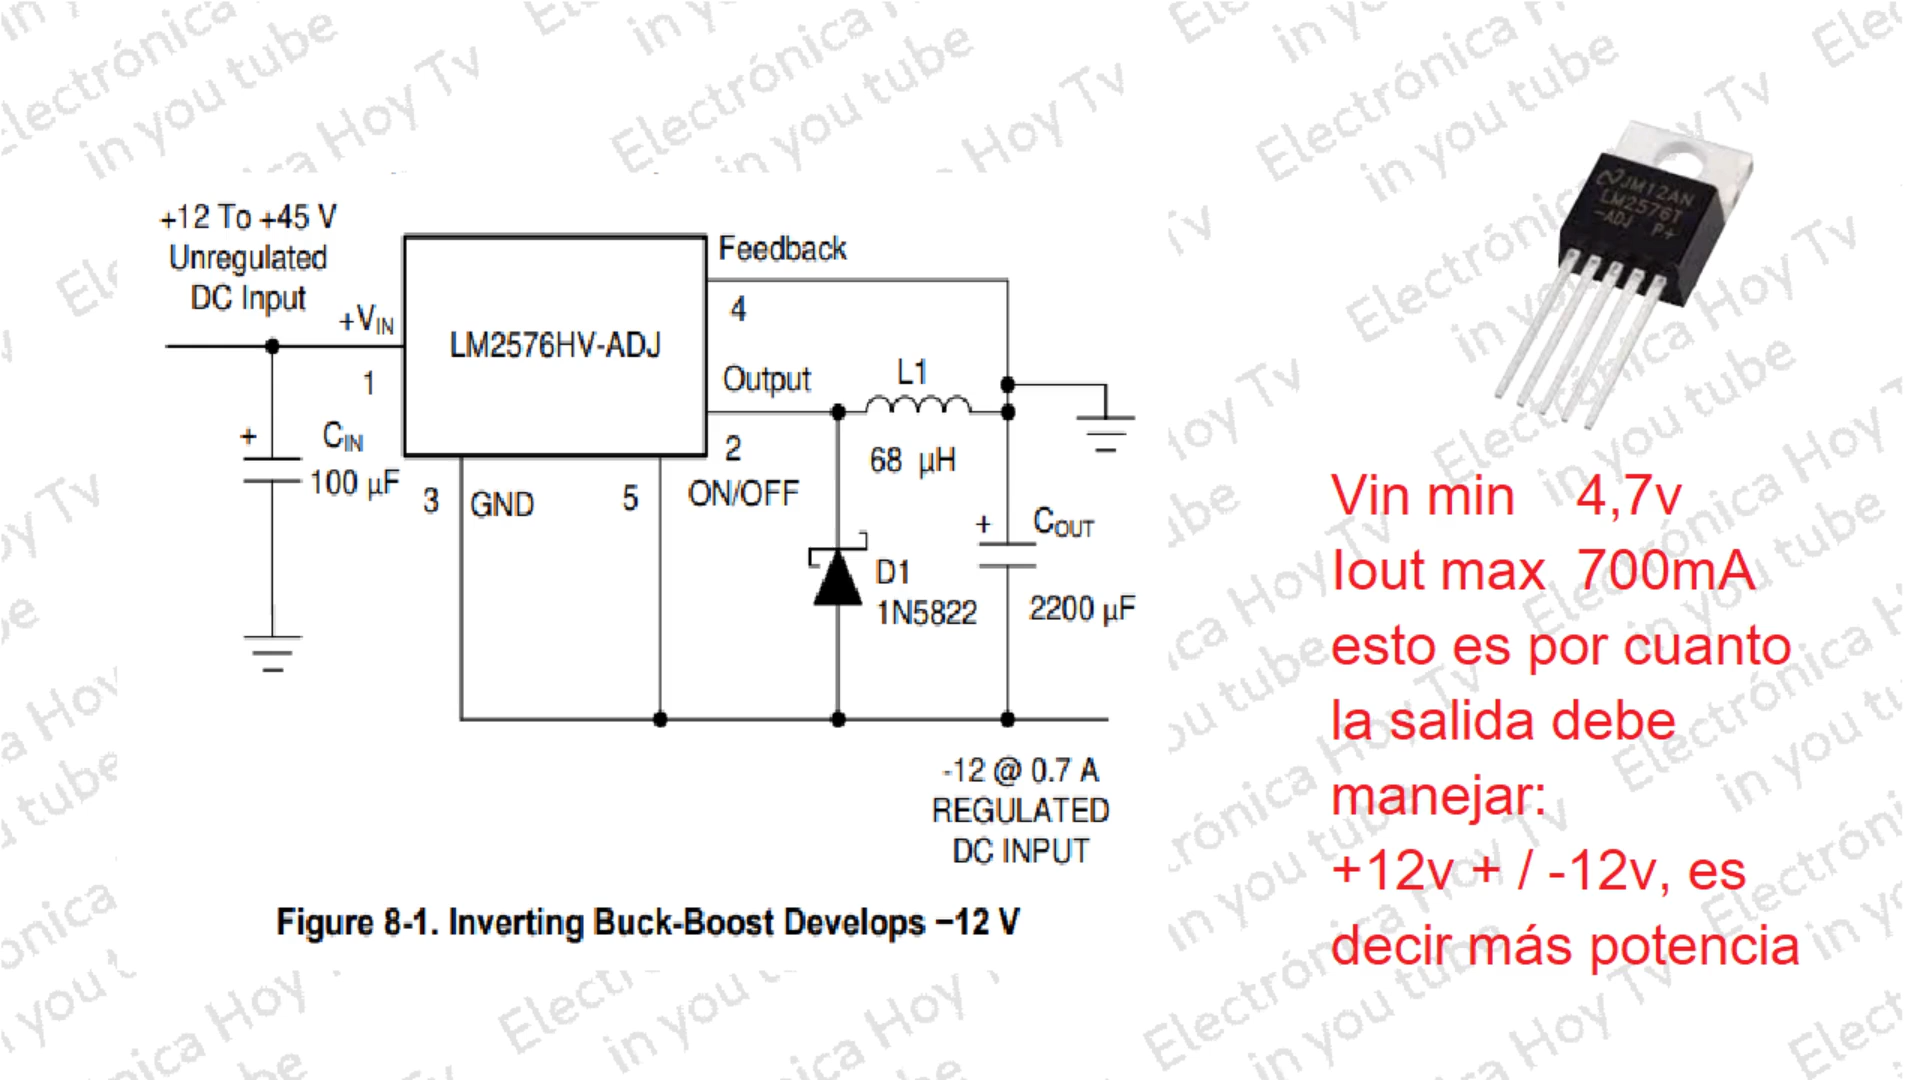 +12 To +45 V
Unregulated
DC Input
+VIN
1
CIN
+
100 µF
LM2576HV-ADJ
Feedback
4
Output
2
ON/OFF
3
GND
5
L1
68 µH
D1
1N5822
+
COUT
2200 µF
-12 @ 0.7 A
REGULATED
DC INPUT
Figure 8-1. Inverting Buck-Boost Develops −12 V
JM12AN
LM2576T
-ADJ P+
Vin min 4,7v
Iout max 700mA
esto es por cuanto
la salida debe
manejar:
+12v + / -12v, es
decir más potencia
Electrónica Hoy Tv
in you tube